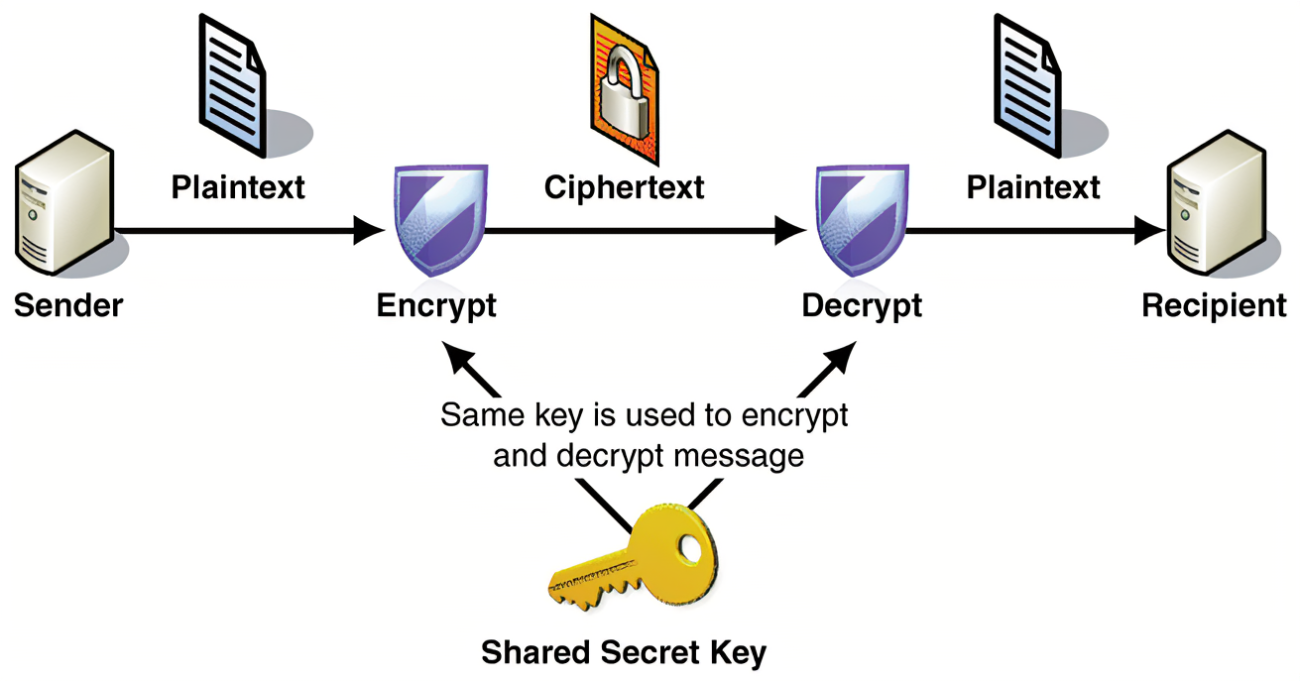 Plaintext
Ciphertext
Plaintext
Sender
Encrypt
Decrypt
Recipient
Same key is used to encrypt
and decrypt message
Shared Secret Key